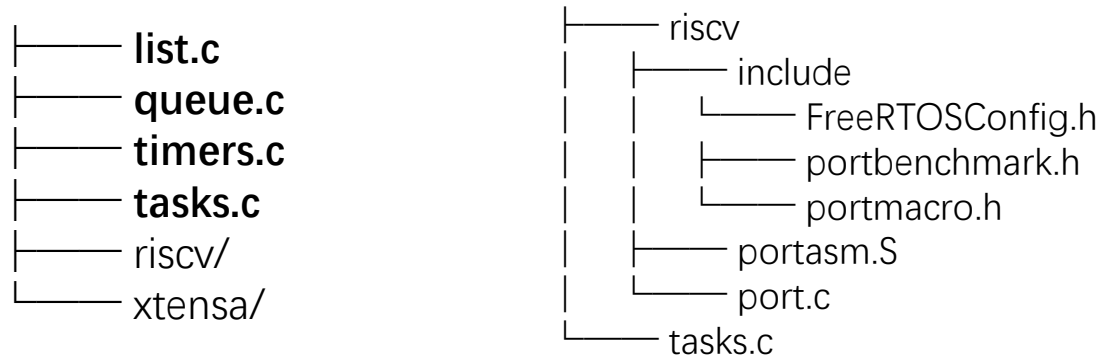 list.c
queue.c
timers.c
tasks.c
riscv/
xtensa/
riscv
include
FreeRTOSConfig.h
portbenchmark.h
portmacro.h
portasm.S
port.c
tasks.c